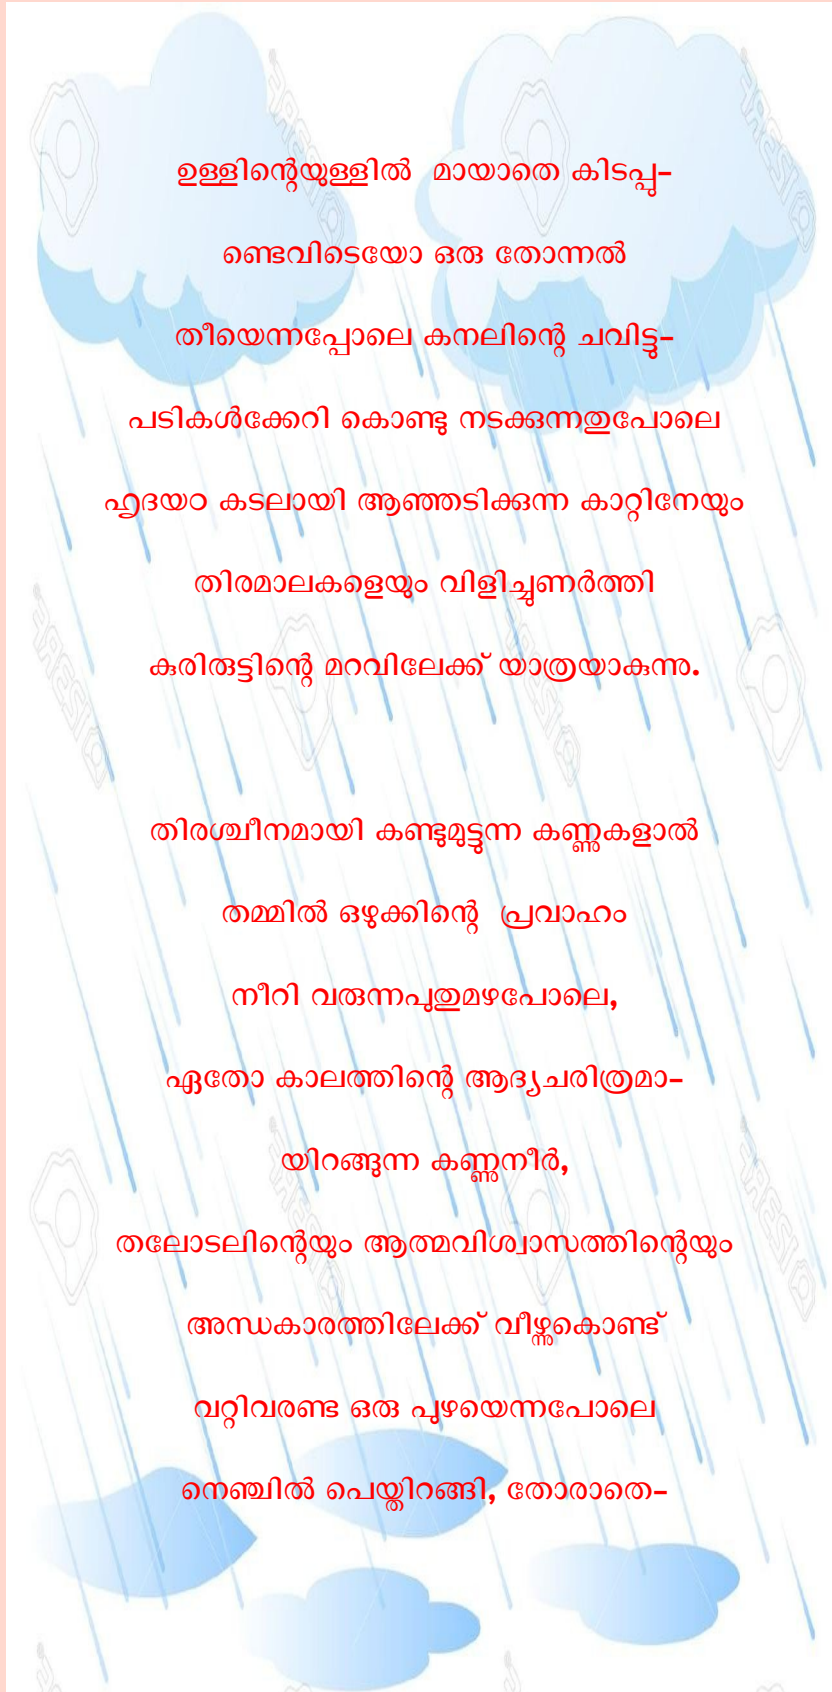 ഉള്ളിന്റെയുള്ളിൽ മായാതെ കിടപ്പു-
ണ്ടെവിടെയോ ഒരു തോന്നൽ
തീയെന്നപ്പോലെ കനലിന്റെ ചവിട്ടു-
പടികൾക്കേറി കൊണ്ടു നടക്കുന്നതുപോലെ
ഹൃദയഠ കടലായി ആഞ്ഞടിക്കുന്ന കാറ്റിനേയും
തിരമാലകളെയും വിളിച്ചുണർത്തി
കുരിരുട്ടിന്റെ മറവിലേക്ക് യാത്രയാകുന്നു.
തിരശ്ചീനമായി കണ്ടുമുട്ടുന്ന കണ്ണുകളാൽ
തമ്മിൽ ഒഴുക്കിന്റെ പ്രവാഹം
നീറി വരുന്നപുതുമഴപോലെ,
ഏതോ കാലത്തിന്റെ ആദ്യചരിത്രമാ-
യിറങ്ങുന്ന കണ്ണുനീർ,
തലോടലിന്റെയും ആത്മവിശ്വാസത്തിന്റെയും
അന്ധകാരത്തിലേക്ക് വീഴ്ന്നുകൊണ്ട്
വറ്റിവരണ്ട ഒരു പുഴയെന്നപോലെ
നെഞ്ചിൽ പെയ്തിറങ്ങി, തോരാതെ-